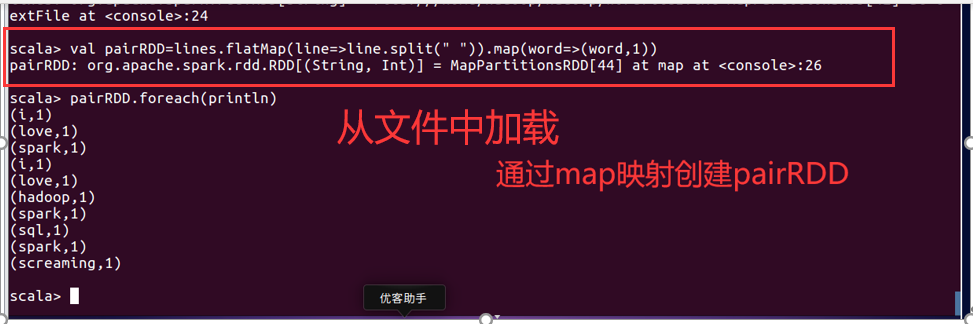 extFile at <console>:24
scala> val pairRDD=lines.flatMap(line=>line.split(" ")).map(word=>(word,1))
pairRDD: org.apache.spark.rdd.RDD[(String, Int)] = MapPartitionsRDD[44] at map at <console>:26
scala> pairRDD.foreach(println)
(i,1)
(love,1)
(spark,1)
(i,1)
(love,1)
(hadoop,1)
(spark,1)
(sql,1)
(spark,1)
(screaming,1)
从文件中加载
通过map映射创建pairRDD
scala>
优客助手